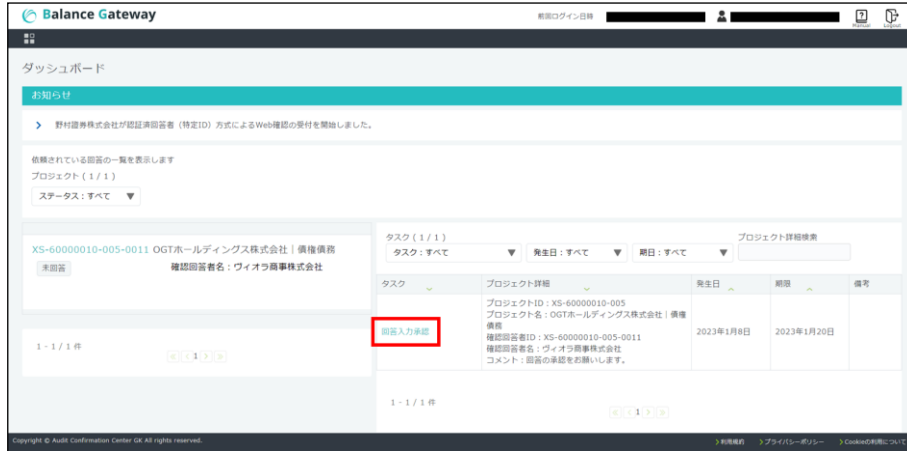 Balance Gateway
前回ログイン日時
Manual
Logout
ダッシュボード
お知らせ
野村證券株式会社が認証済回答者（特定ID）方式によるWeb確認の受付を開始しました。
依頼されている回答の一覧を表示します
プロジェクト ( 1 / 1 )
ステータス：すべて ▼
XS-60000010-005-0011 OGTホールディングス株式会社｜債権債務
未回答 確認回答者名：ヴィオラ商事株式会社
1 - 1 / 1 件
« ‹ 1 › »
タスク ( 1 / 1 ) プロジェクト詳細検索
タスク：すべて ▼ 発生日：すべて ▼ 期日：すべて ▼
タスク プロジェクト詳細 発生日 期限 備考
プロジェクトID：XS-60000010-005
プロジェクト名：OGTホールディングス株式会社｜債権
債務
回答入力承認 2023年1月8日 2023年1月20日
確認回答者ID：XS-60000010-005-0011
確認回答者名：ヴィオラ商事株式会社
コメント：回答の承認をお願いします。
1 - 1 / 1 件
« ‹ 1 › »
Copyright © Audit Confirmation Center GK All rights reserved. 利用規約 プライバシーポリシー Cookieの利用について